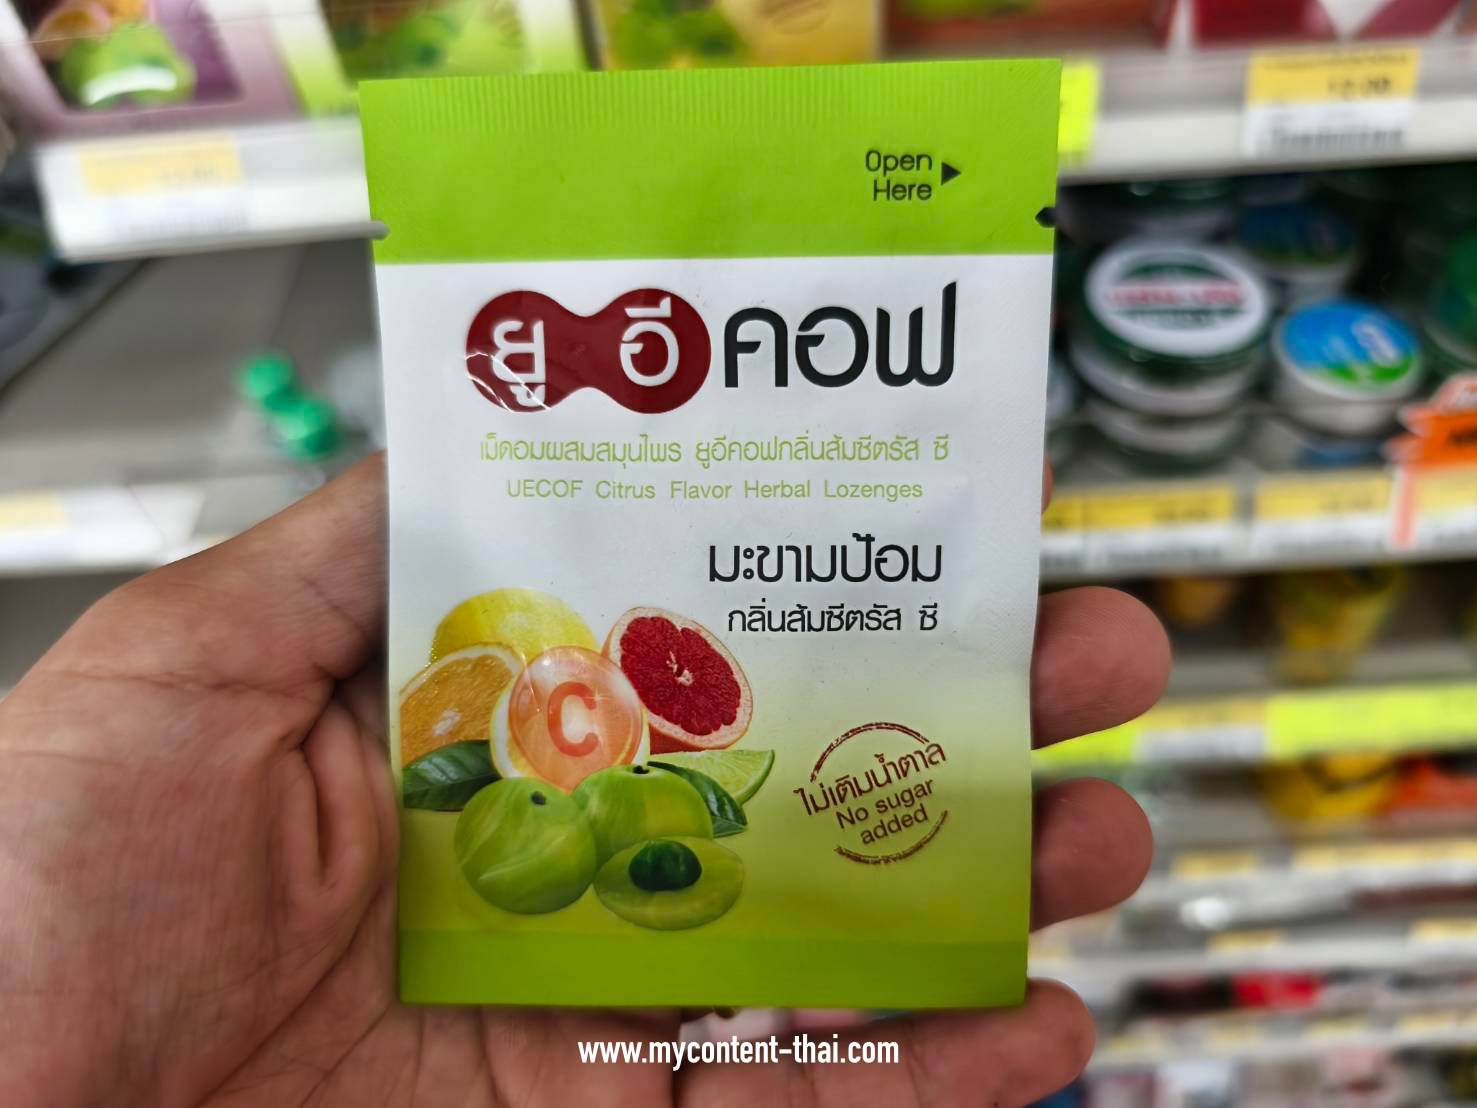 Open
Here
ยูอีคอฟ
เม็ดอมผสมสมุนไพร ยูอีคอฟกลิ่นส้มซีตรัส ซี
UECOF Citrus Flavor Herbal Lozenges
มะขามป้อม
กลิ่นส้มซีตรัส ซี
C
ไม่เติมน้ำตาล
No sugar
added
www.mycontent-thai.com